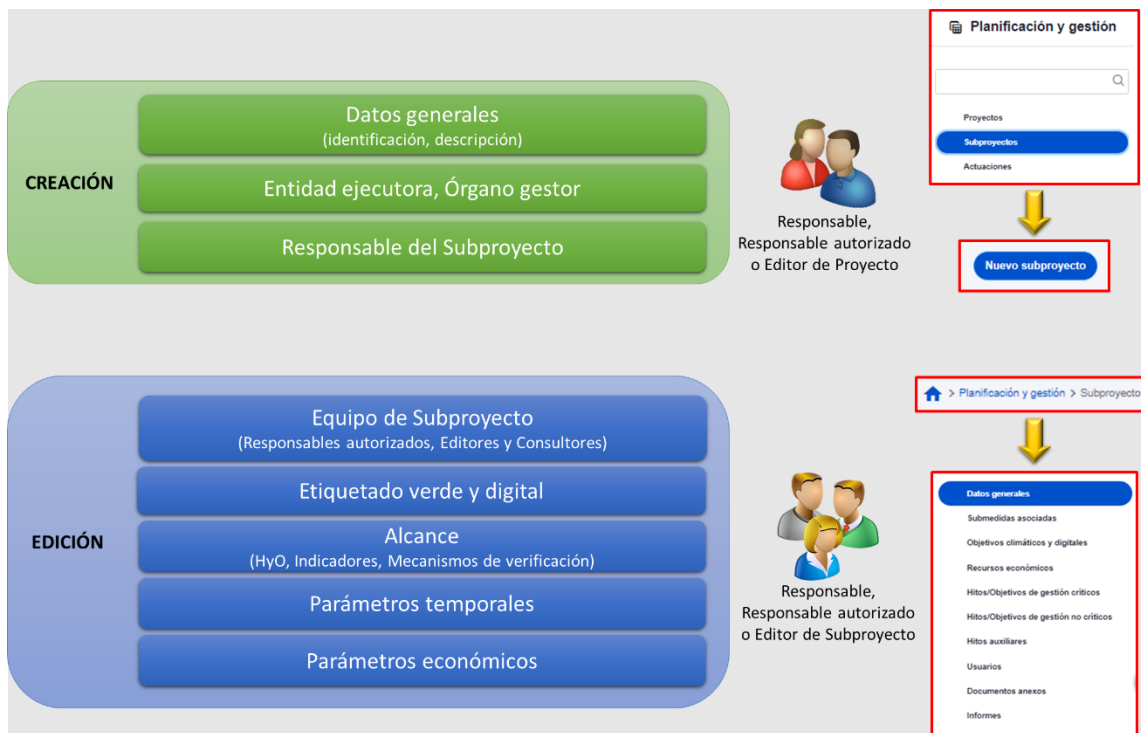 CREACIÓN
Datos generales
(identificación, descripción)
Entidad ejecutora, Órgano gestor
Responsable del Subproyecto
Responsable,
Responsable autorizado
o Editor de Proyecto
Planificación y gestión
Proyectos
Subproyectos
Actuaciones
Nuevo subproyecto
EDICIÓN
Equipo de Subproyecto
(Responsables autorizados, Editores y Consultores)
Etiquetado verde y digital
Alcance
(HyO, Indicadores, Mecanismos de verificación)
Parámetros temporales
Parámetros económicos
Responsable,
Responsable autorizado
o Editor de Subproyecto
> Planificación y gestión > Subproyecto
Datos generales
Submedidas asociadas
Objetivos climáticos y digitales
Recursos económicos
Hitos/Objetivos de gestión críticos
Hitos/Objetivos de gestión no críticos
Hitos auxiliares
Usuarios
Documentos anexos
Informes